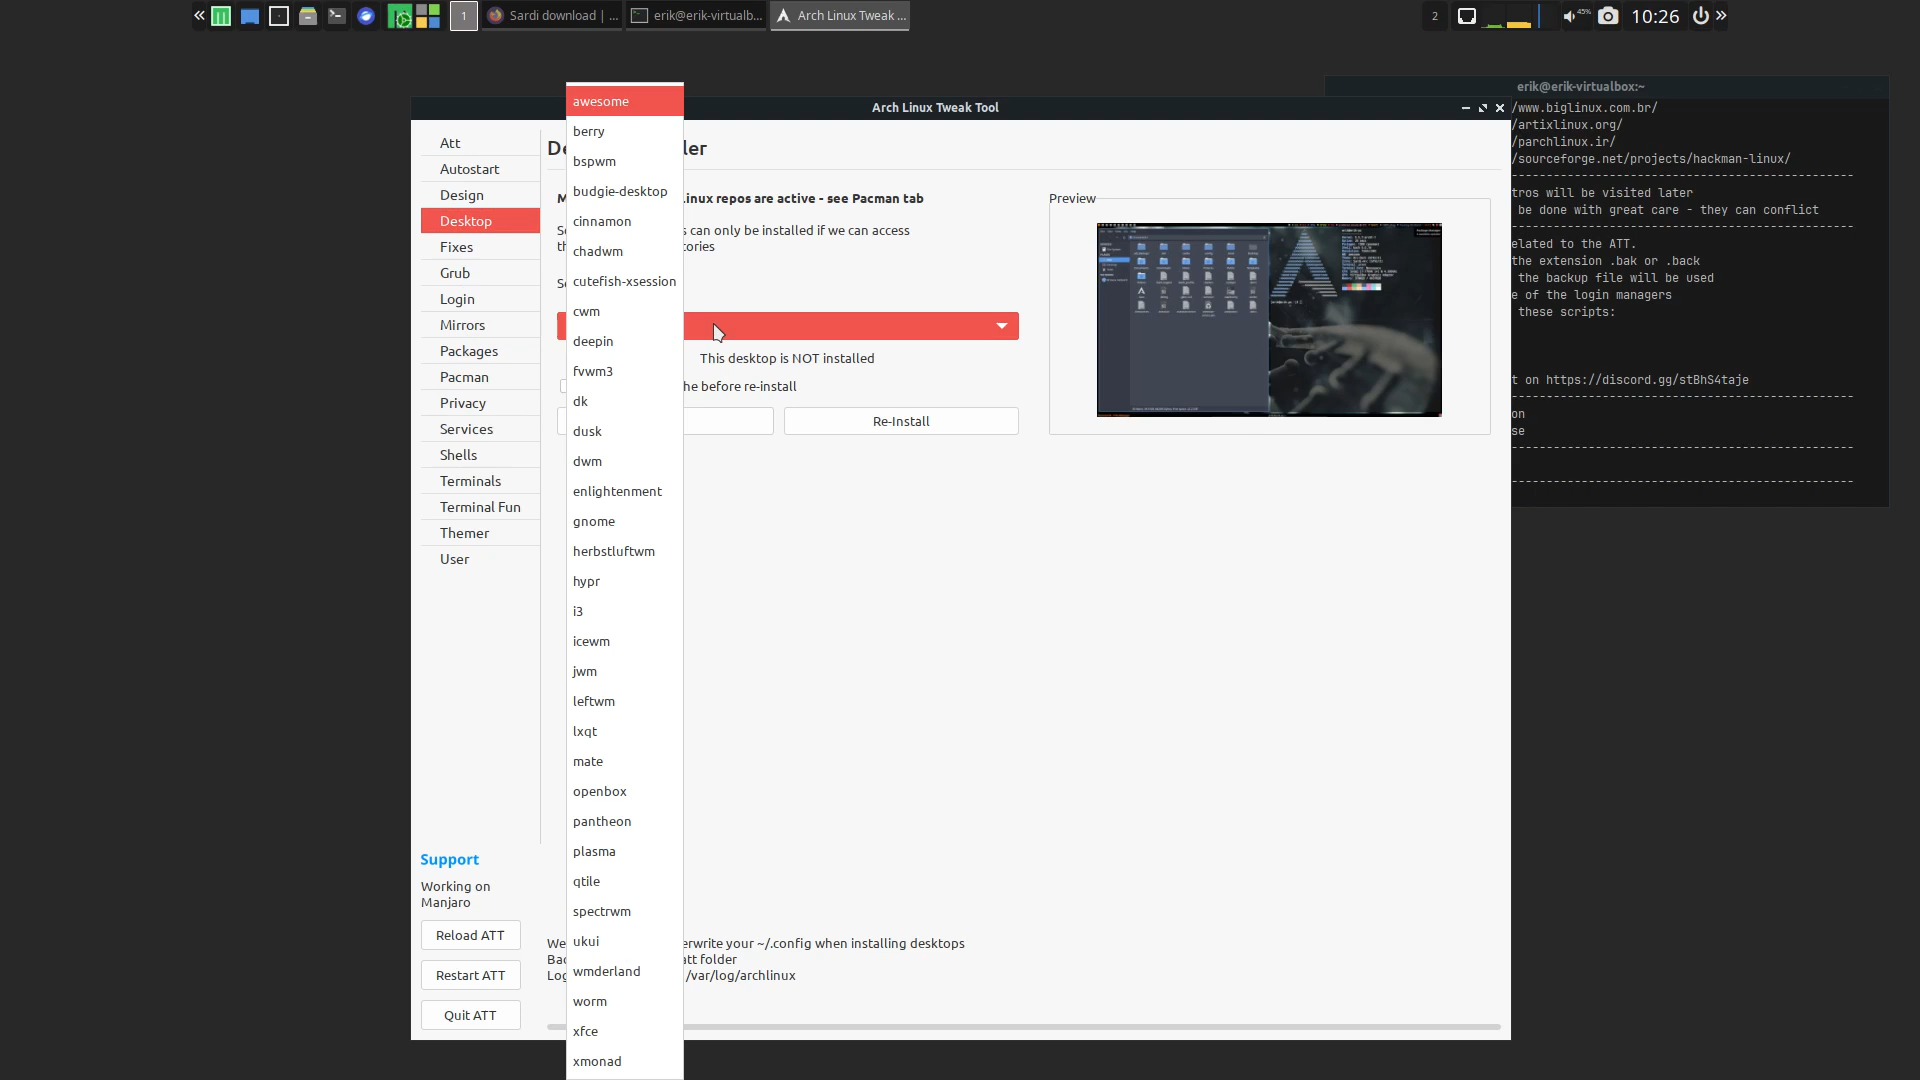 1
Sardi download | ...
erik@erik-virtualb...
Arch Linux Tweak ...
2
45%
10:26
erik@erik-virtualbox:~
/www.biglinux.com.br/
/artixlinux.org/
/parchlinux.ir/
/sourceforge.net/projects/hackman-linux/
-----------------------------------------------
tros will be visited later
be done with great care - they can conflict
-----------------------------------------------
elated to the ATT.
the extension .bak or .back
the backup file will be used
e of the login managers
these scripts:
t on https://discord.gg/stBhS4taje
-----------------------------------------------
on
se
-----------------------------------------------
-----------------------------------------------
Arch Linux Tweak Tool
Att
Autostart
Design
Desktop
Fixes
Grub
Login
Mirrors
Packages
Pacman
Privacy
Services
Shells
Terminals
Terminal Fun
Themer
User
Support
Working on
Manjaro
Reload ATT
Restart ATT
Quit ATT
awesome
berry
bspwm
budgie-desktop
cinnamon
chadwm
cutefish-xsession
cwm
deepin
fvwm3
dk
dusk
dwm
enlightenment
gnome
herbstluftwm
hypr
i3
icewm
jwm
leftwm
lxqt
mate
openbox
pantheon
plasma
qtile
spectrwm
ukui
wmderland
worm
xfce
xmonad
De ler
M inux repos are active - see Pacman tab
So s can only be installed if we can access
th ories
Se
This desktop is NOT installed
he before re-install
Re-Install
Preview
We erwrite your ~/.config when installing desktops
Bac att folder
Log /var/log/archlinux